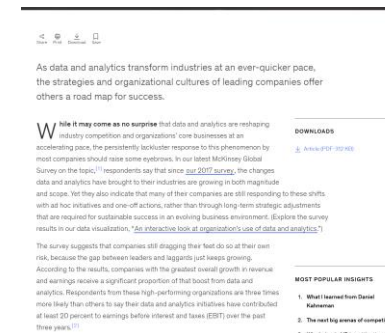 Share Print Download Save
As data and analytics transform industries at an ever-quicker pace,
the strategies and organizational cultures of leading companies offer
others a road map for success.
While it may come as no surprise that data and analytics are reshaping
industry competition and organizations' core businesses at an
accelerating pace, the persistently lackluster response to this phenomenon by
most companies should raise some eyebrows. In our latest McKinsey Global
Survey on the topic,[1] respondents say that since our 2017 survey, the changes
data and analytics have brought to their industries are growing in both magnitude
and scope. Yet they also indicate that many of their companies are still responding to these shifts
with ad hoc initiatives and one-off actions, rather than through long-term strategic adjustments
that are required for sustainable success in an evolving business environment. (Explore the survey
results in our data visualization, "An interactive look at organization's use of data and analytics.")
The survey suggests that companies still dragging their feet do so at their own
risk, because the gap between leaders and laggards just keeps growing.
According to the results, companies with the greatest overall growth in revenue
and earnings receive a significant proportion of that boost from data and
analytics. Respondents from these high-performing organizations are three times
more likely than others to say their data and analytics initiatives have contributed
at least 20 percent to earnings before interest and taxes (EBIT) over the past
three years.[2]
DOWNLOADS
Article (PDF-312 KB)
MOST POPULAR INSIGHTS
1. What I learned from Daniel
Kahneman
2. The next big arenas of competi